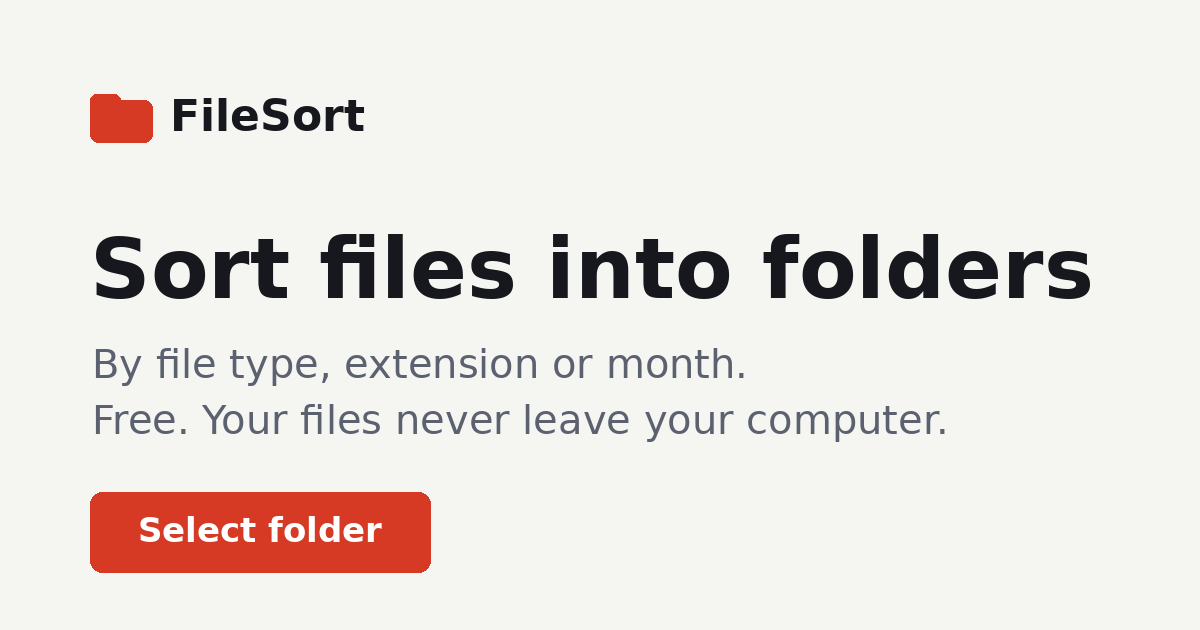 FileSort
Sort files into folders
By file type, extension or month.
Free. Your files never leave your computer.
Select folder